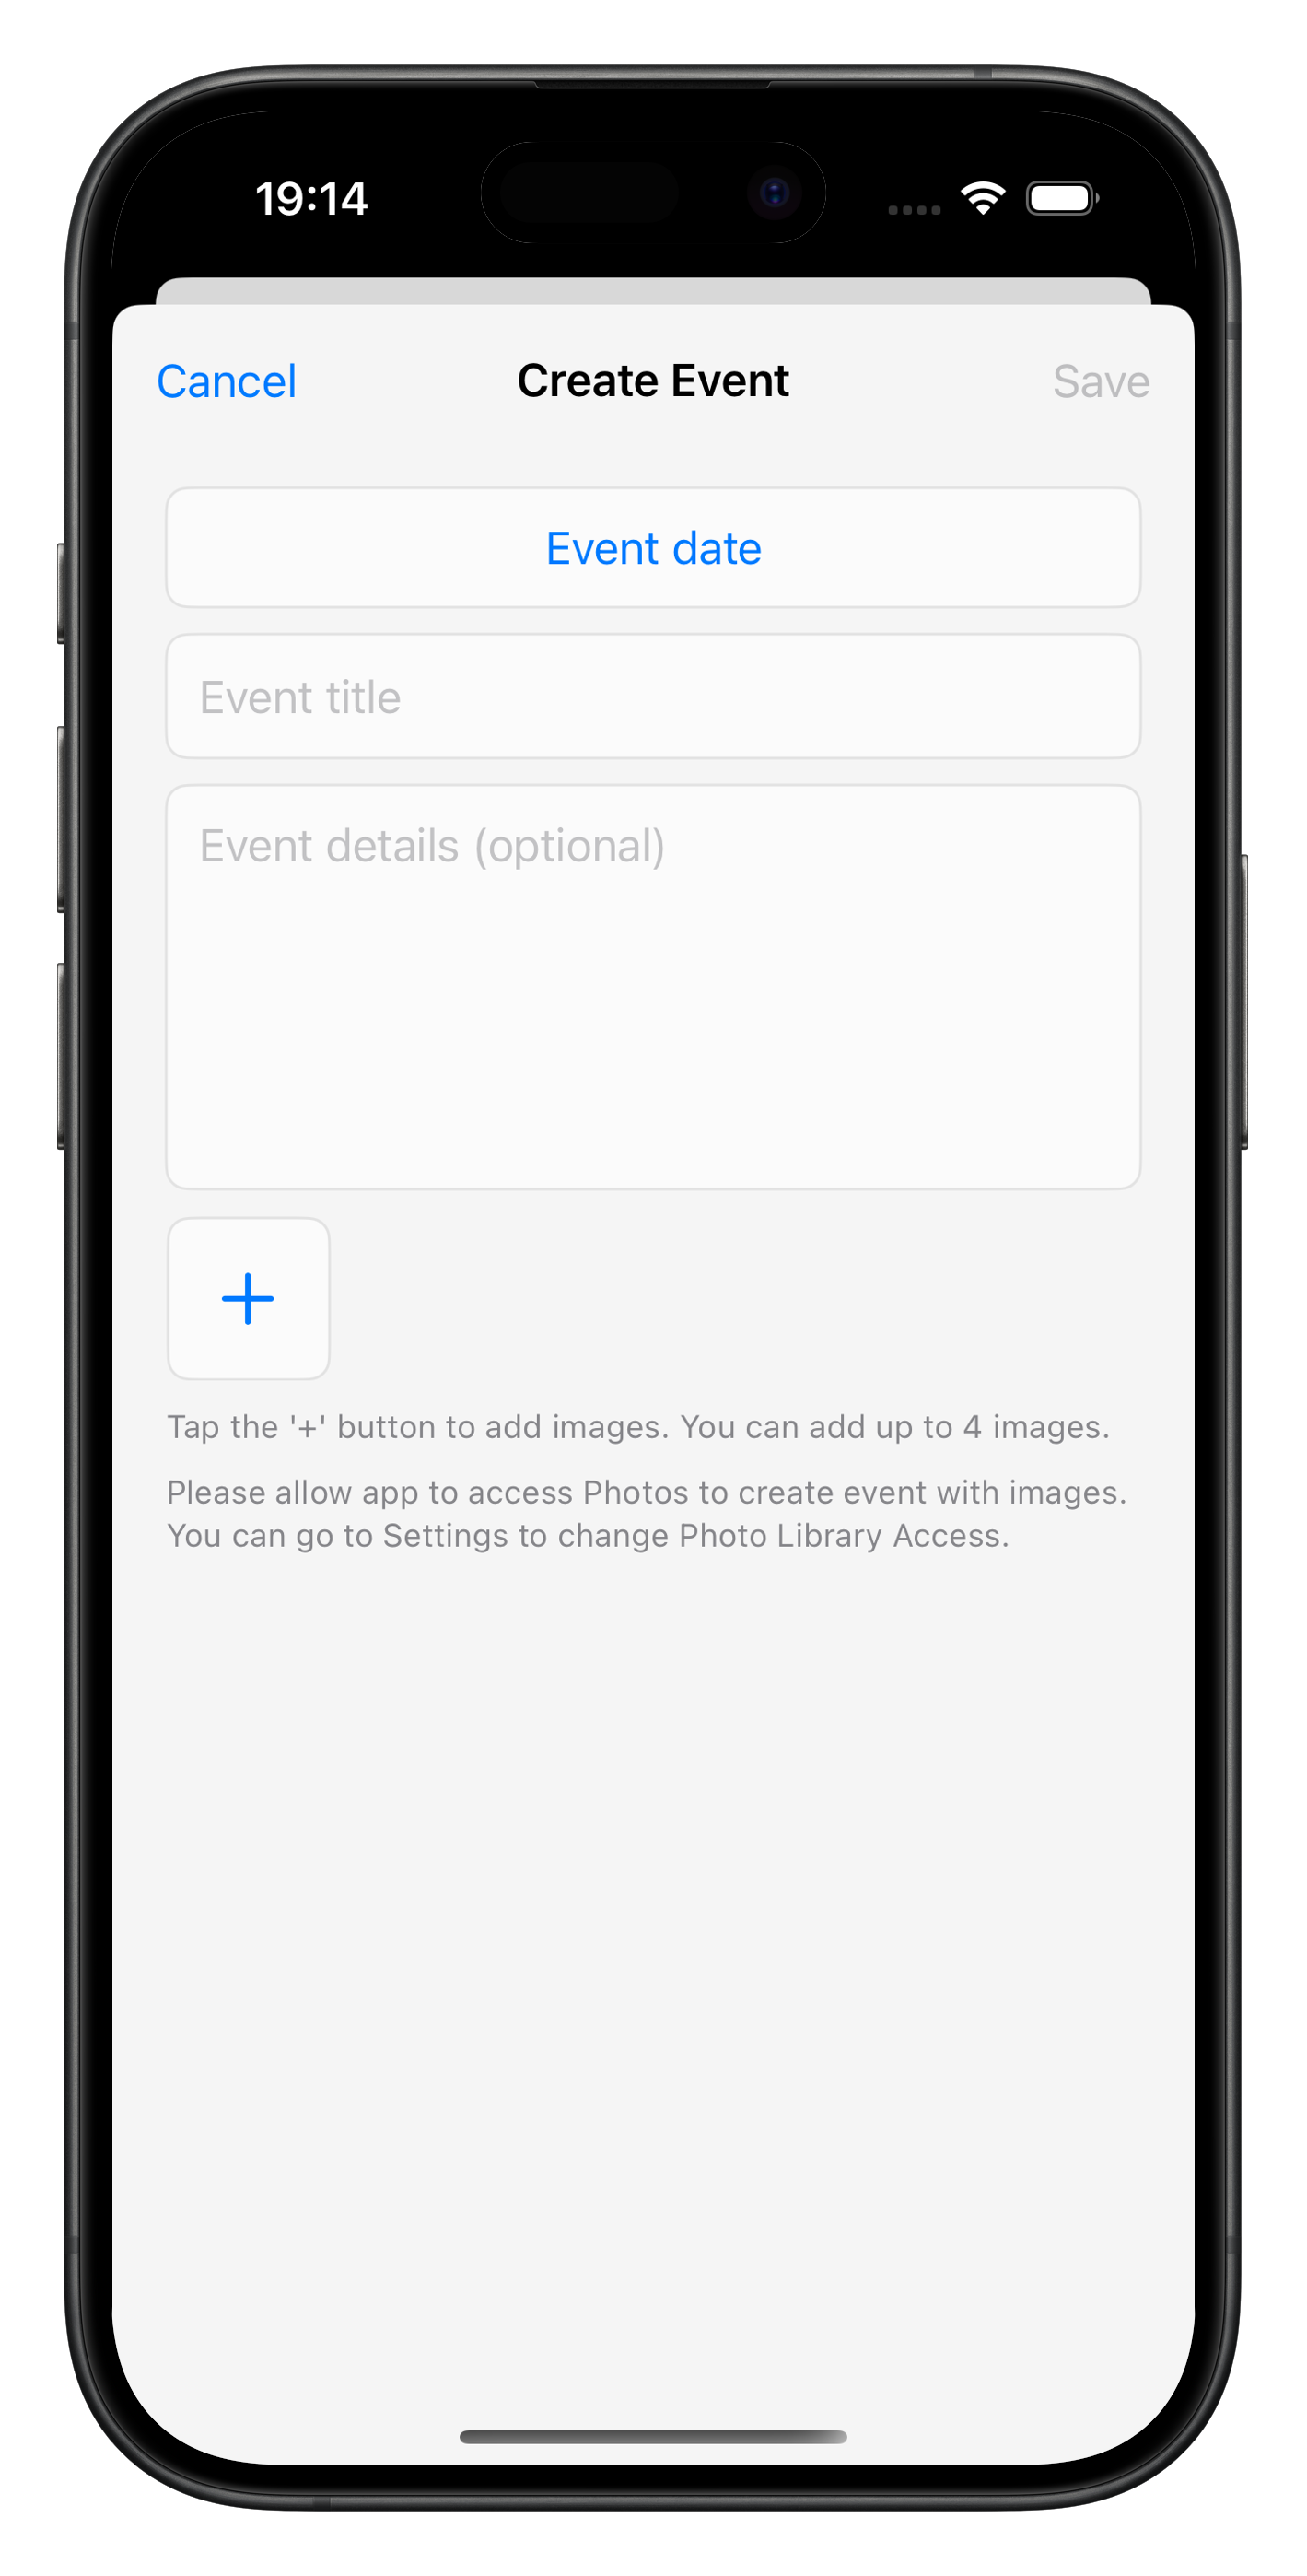 19:14
Cancel Create Event Save
Event date
Event title
Event details (optional)
Tap the '+' button to add images. You can add up to 4 images.
Please allow app to access Photos to create event with images.
You can go to Settings to change Photo Library Access.